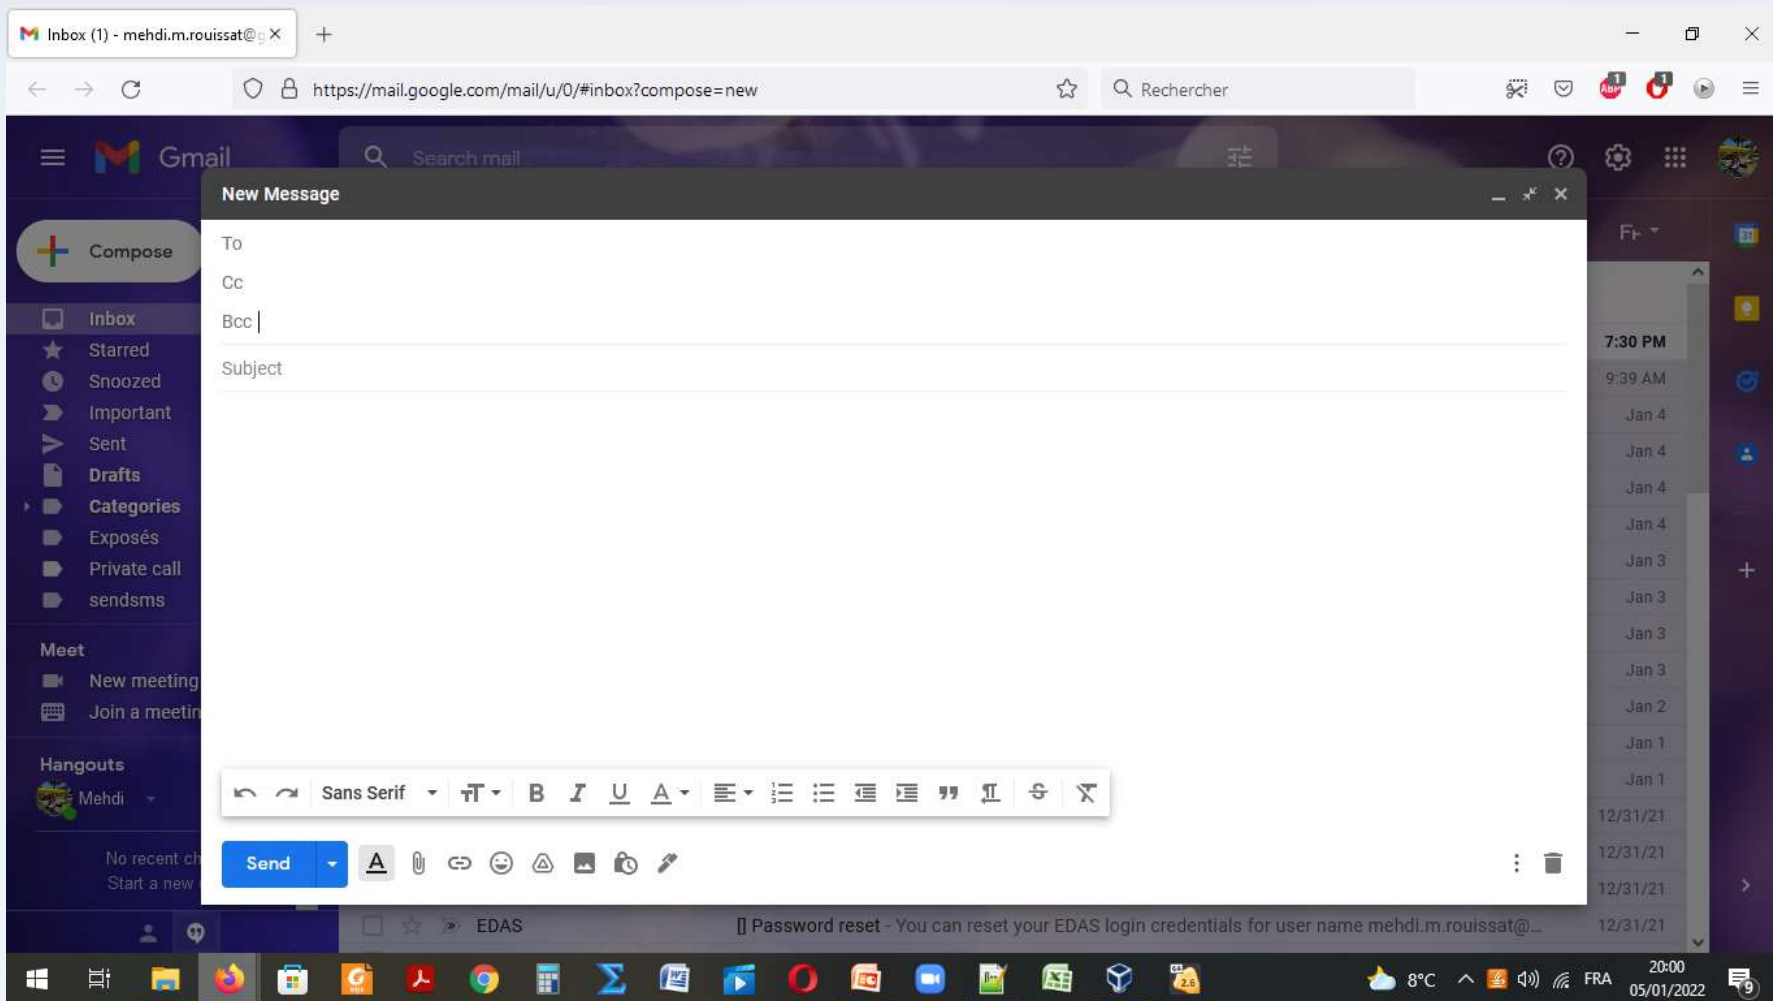 Inbox (1) - mehdi.m.rouissat@g
https://mail.google.com/mail/u/0/#inbox?compose=new
Rechercher
ABP 1
1
Gmail
Search mail
New Message
Compose
To
Cc
Bcc
Subject
31
Inbox
Starred
Snoozed
Important
Sent
Drafts
Categories
Exposés
Private call
sendsms
Meet
New meeting
Join a meetin
Hangouts
Mehdi
No recent ch
Start a new
7:30 PM
9:39 AM
Jan 4
Jan 4
Jan 4
Jan 4
Jan 3
Jan 3
Jan 3
Jan 3
Jan 2
Jan 1
Jan 1
12/31/21
12/31/21
12/31/21
Sans Serif
Send
EDAS [] Password reset - You can reset your EDAS login credentials for user name mehdi.m.rouissat@... 12/31/21
8°C FRA 20:00
05/01/2022
9